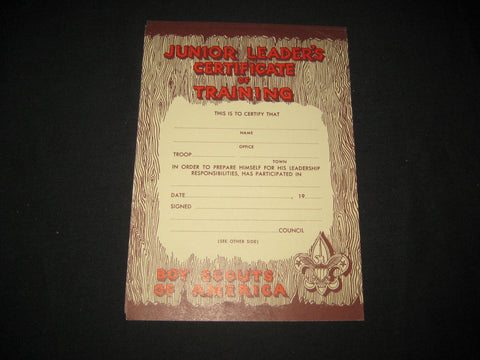 JUNIOR LEADER'S
CERTIFICATE
OF
TRAINING
THIS IS TO CERTIFY THAT
NAME
OFFICE
TROOP
TOWN
IN ORDER TO PREPARE HIMSELF FOR HIS LEADERSHIP
RESPONSIBILITIES, HAS PARTICIPATED IN
DATE , 19
SIGNED
COUNCIL
(SEE OTHER SIDE)
BOY SCOUTS
OF AMERICA